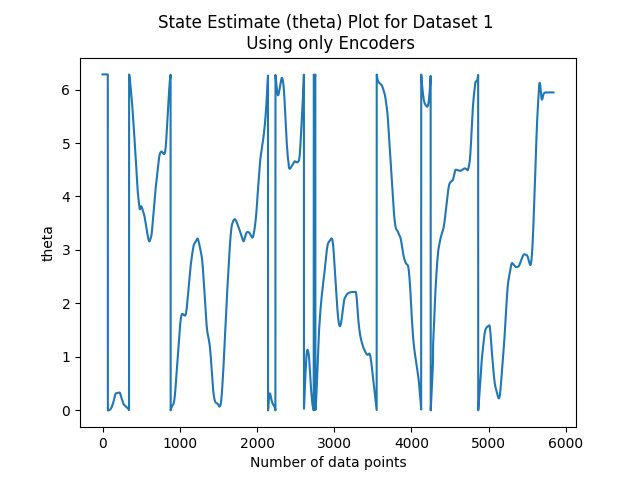 State Estimate (theta) Plot for Dataset 1
Using only Encoders
theta
6
5
4
3
2
1
0
0 1000 2000 3000 4000 5000 6000
Number of data points